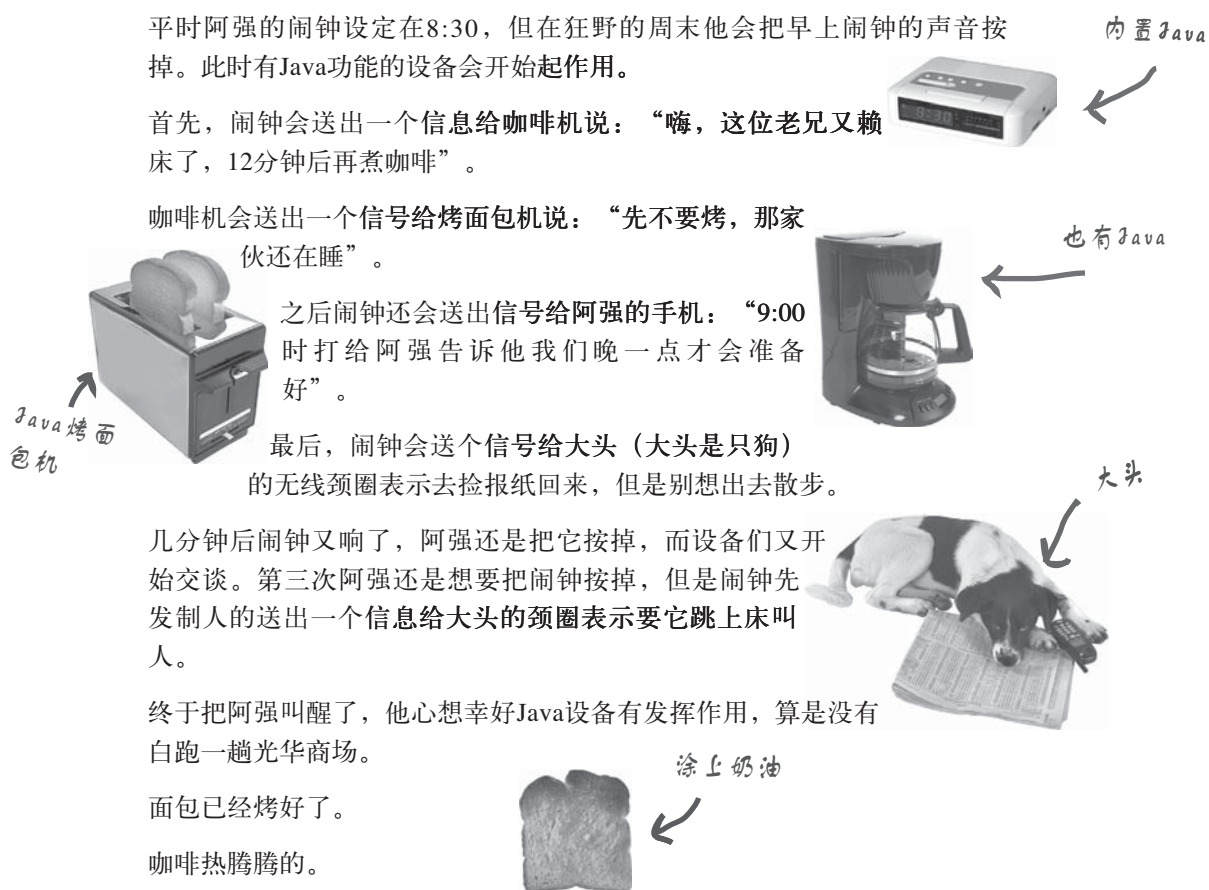 平时阿强的闹钟设定在8:30，但在狂野的周末他会把早上闹钟的声音按
掉。此时有Java功能的设备会开始起作用。
内置Java
8:30
首先，闹钟会送出一个信息给咖啡机说：“嗨，这位老兄又赖
床了，12分钟后再煮咖啡”。
咖啡机会送出一个信号给烤面包机说：“先不要烤，那家
伙还在睡”。
也有Java
之后闹钟还会送出信号给阿强的手机：“9:00
时打给阿强告诉他我们晚一点才会准备
好”。
Java烤面
包机
最后，闹钟会送个信号给大头（大头是只狗）
的无线颈圈表示去捡报纸回来，但是别想出去散步。
大头
几分钟后闹钟又响了，阿强还是把它按掉，而设备们又开
始交谈。第三次阿强还是想要把闹钟按掉，但是闹钟先
发制人的送出一个信息给大头的颈圈表示要它跳上床叫
人。
终于把阿强叫醒了，他心想幸好Java设备有发挥作用，算是没有
白跑一趟光华商场。
涂上奶油
面包已经烤好了。
咖啡热腾腾的。